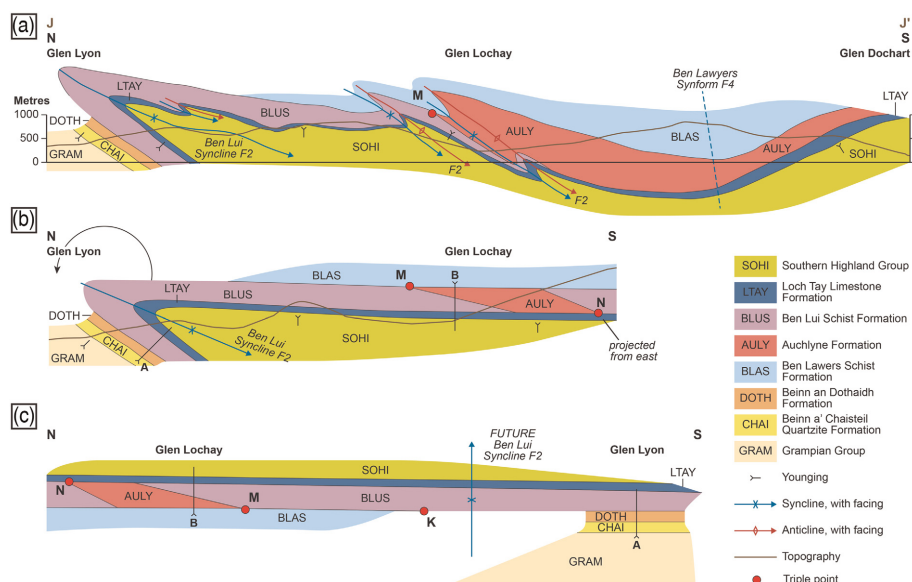 (a)
J
N
Glen Lyon
Glen Lochay
J'
S
Glen Dochart
Ben Lawyers
Synform F4
LTAY
LTAY
M
Metres
1000
500
0
DOTH
GRAM
CHAI
BLUS
AULY
BLAS
Ben Lui
Syncline F2
SOHI
F2
F2
AULY
SOHI
(b)
N
Glen Lyon
Glen Lochay
S
BLAS
M
B
LTAY
BLUS
AULY
N
DOTH
SOHI
CHAI
GRAM
A
Ben Lui
Syncline F2
projected
from east
(c)
N
Glen Lochay
FUTURE
Ben Lui
Syncline F2
Glen Lyon
S
SOHI
LTAY
N
AULY
M
BLUS
B
BLAS
K
DOTH
CHAI
A
GRAM
SOHI Southern Highland Group
LTAY Loch Tay Limestone
Formation
BLUS Ben Lui Schist Formation
AULY Auchlyne Formation
BLAS Ben Lawers Schist
Formation
DOTH Beinn an Dothaidh
Formation
CHAI Beinn a' Chaisteil
Quartzite Formation
GRAM Grampian Group
Younging
Syncline, with facing
Anticline, with facing
Topography
Triple point